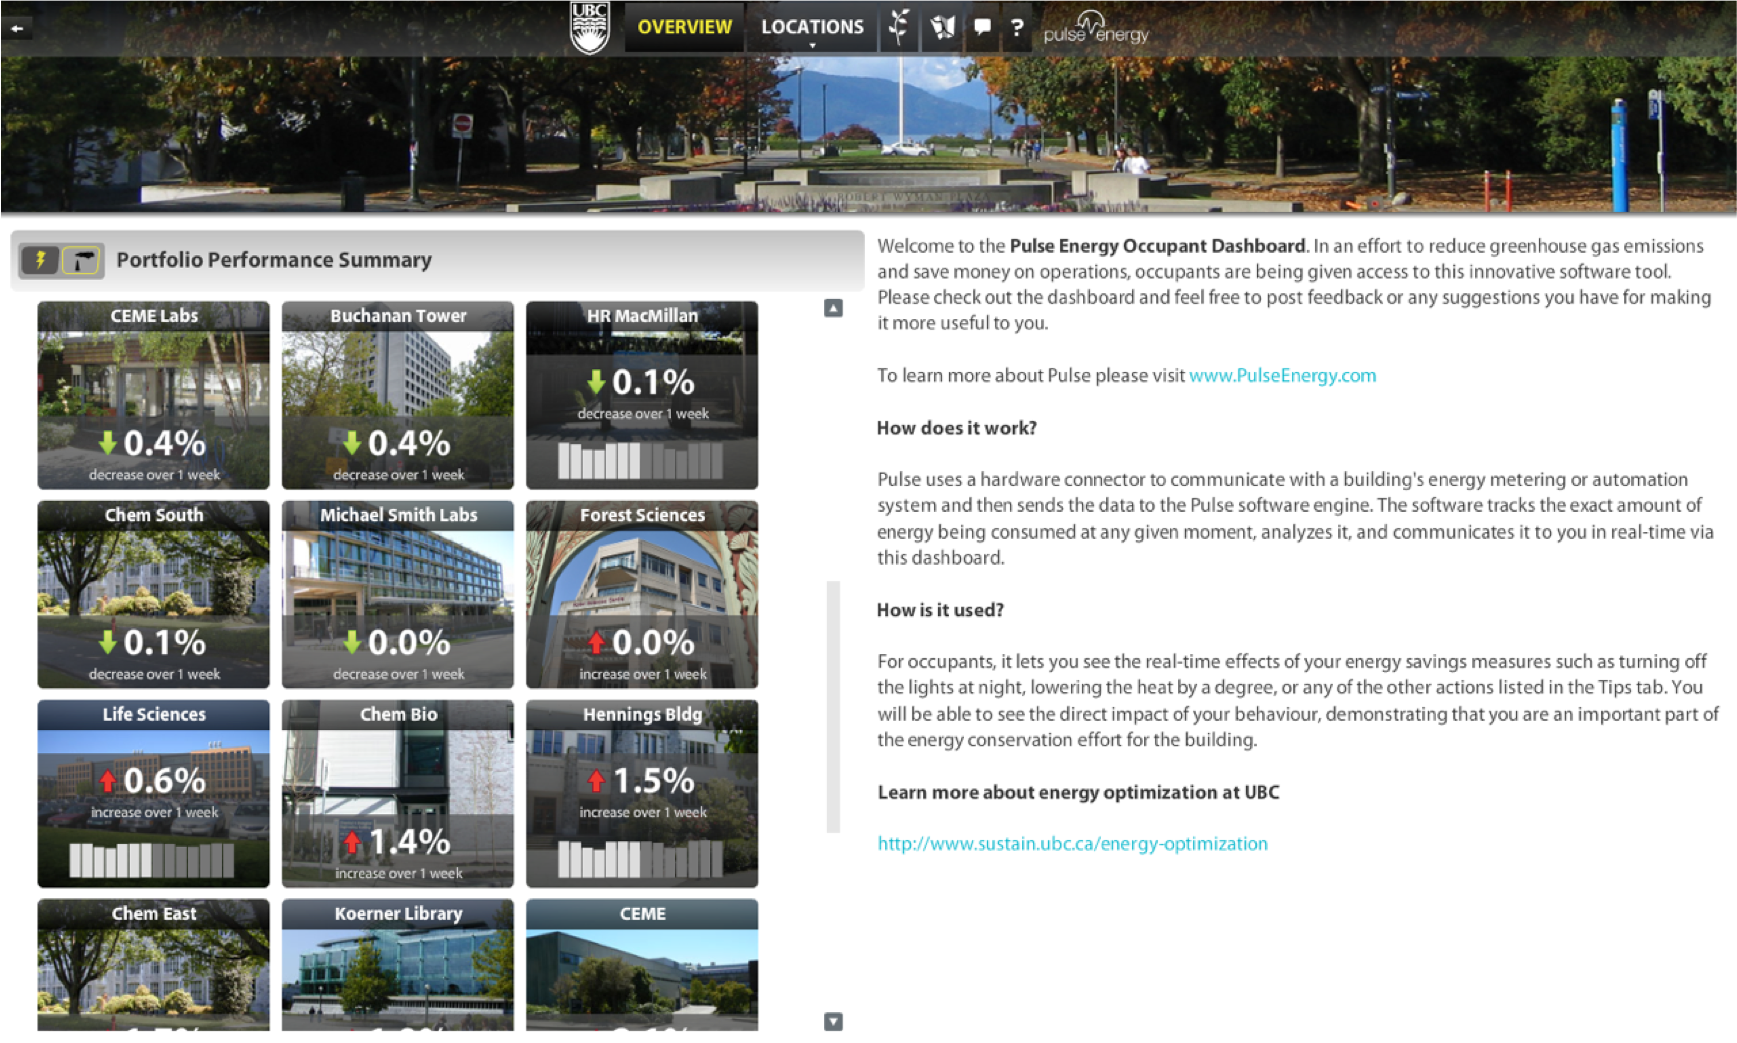 UBC
OVERVIEW
LOCATIONS
?
pulse energy
Portfolio Performance Summary
CEME Labs
0.4%
decrease over 1 week
Buchanan Tower
0.4%
decrease over 1 week
HR MacMillan
0.1%
decrease over 1 week
Chem South
0.1%
decrease over 1 week
Michael Smith Labs
0.0%
decrease over 1 week
Forest Sciences
0.0%
increase over 1 week
Life Sciences
0.6%
increase over 1 week
Chem Bio
1.4%
increase over 1 week
Hennings Bldg
1.5%
increase over 1 week
Chem East
Koerner Library
CEME
Welcome to the Pulse Energy Occupant Dashboard. In an effort to reduce greenhouse gas emissions
and save money on operations, occupants are being given access to this innovative software tool.
Please check out the dashboard and feel free to post feedback or any suggestions you have for making
it more useful to you.
To learn more about Pulse please visit www.PulseEnergy.com
How does it work?
Pulse uses a hardware connector to communicate with a building's energy metering or automation
system and then sends the data to the Pulse software engine. The software tracks the exact amount of
energy being consumed at any given moment, analyzes it, and communicates it to you in real-time via
this dashboard.
How is it used?
For occupants, it lets you see the real-time effects of your energy savings measures such as turning off
the lights at night, lowering the heat by a degree, or any of the other actions listed in the Tips tab. You
will be able to see the direct impact of your behaviour, demonstrating that you are an important part of
the energy conservation effort for the building.
Learn more about energy optimization at UBC
http://www.sustain.ubc.ca/energy-optimization